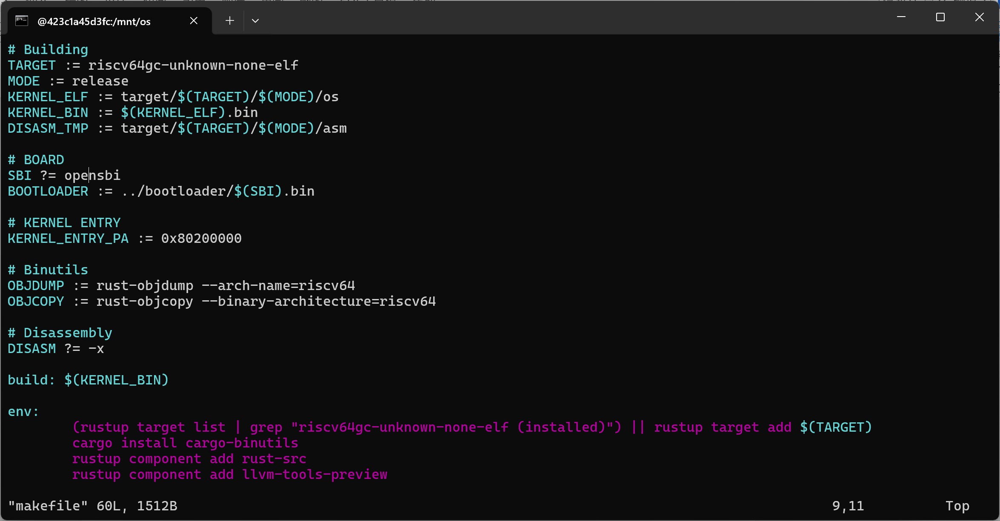 @423c1a45d3fc:/mnt/os
# Building
TARGET := riscv64gc-unknown-none-elf
MODE := release
KERNEL_ELF := target/$(TARGET)/$(MODE)/os
KERNEL_BIN := $(KERNEL_ELF).bin
DISASM_TMP := target/$(TARGET)/$(MODE)/asm

# BOARD
SBI ?= opensbi
BOOTLOADER := ../bootloader/$(SBI).bin

# KERNEL ENTRY
KERNEL_ENTRY_PA := 0x80200000

# Binutils
OBJDUMP := rust-objdump --arch-name=riscv64
OBJCOPY := rust-objcopy --binary-architecture=riscv64

# Disassembly
DISASM ?= -x

build: $(KERNEL_BIN)

env:
        (rustup target list | grep "riscv64gc-unknown-none-elf (installed)") || rustup target add $(TARGET)
        cargo install cargo-binutils
        rustup component add rust-src
        rustup component add llvm-tools-preview

"makefile" 60L, 1512B 9,11 Top